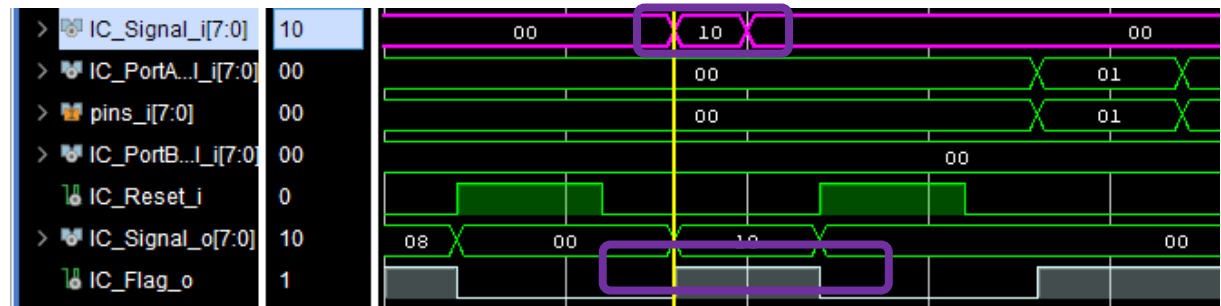 IC_Signal_i[7:0] 10 00 10 00
IC_PortA...l_i[7:0] 00 00 01
pins_i[7:0] 00 00 01
IC_PortB...l_i[7:0] 00 00
IC_Reset_i 0
IC_Signal_o[7:0] 10 08 00 10 00
IC_Flag_o 1